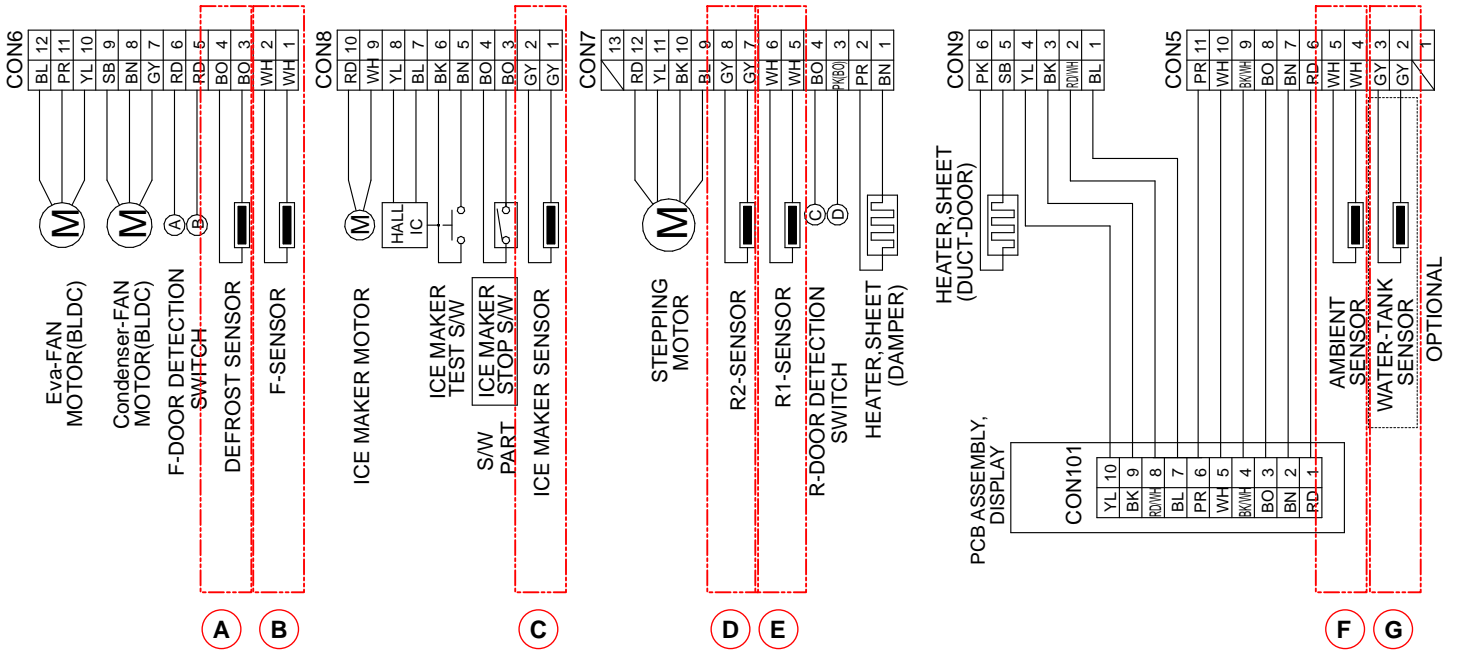 CON6
12 11 10 9 8 7 6 5 4 3 2 1
BL PR YL SB BN GY RD RD BO BO WH WH
M
M
A B
Eva-FAN
MOTOR(BLDC)
Condenser-FAN
MOTOR(BLDC)
F-DOOR DETECTION
SWITCH
DEFROST SENSOR
F-SENSOR
CON8
10 9 8 7 6 5 4 3 2 1
RD WH YL BL BK BN BO BO GY GY
M
HALL
IC
ICE MAKER MOTOR
ICE MAKER
TEST S/W
ICE MAKER
STOP S/W
S/W
PART
ICE MAKER SENSOR
CON7
13 12 11 10 9 8 7 6 5 4 3 2 1
RD YL BK BL GY GY WH WH BO PK(BO) PR BN
M
C D
STEPPING
MOTOR
R2-SENSOR
R1-SENSOR
R-DOOR DETECTION
SWITCH
HEATER,SHEET
(DAMPER)
CON9
6 5 4 3 2 1
PK SB YL BK RD/WH BL
HEATER,SHEET
(DUCT-DOOR)
CON5
11 10 9 8 7 6 5 4 3 2 1
PR WH BK/WH BO BN RD WH WH GY GY
AMBIENT
SENSOR
WATER-TANK
SENSOR
OPTIONAL
PCB ASSEMBLY,
DISPLAY
CON101
10 9 8 7 6 5 4 3 2 1
YL BK RD/WH BL PR WH BK/WH BO BN RD
A B C D E F G